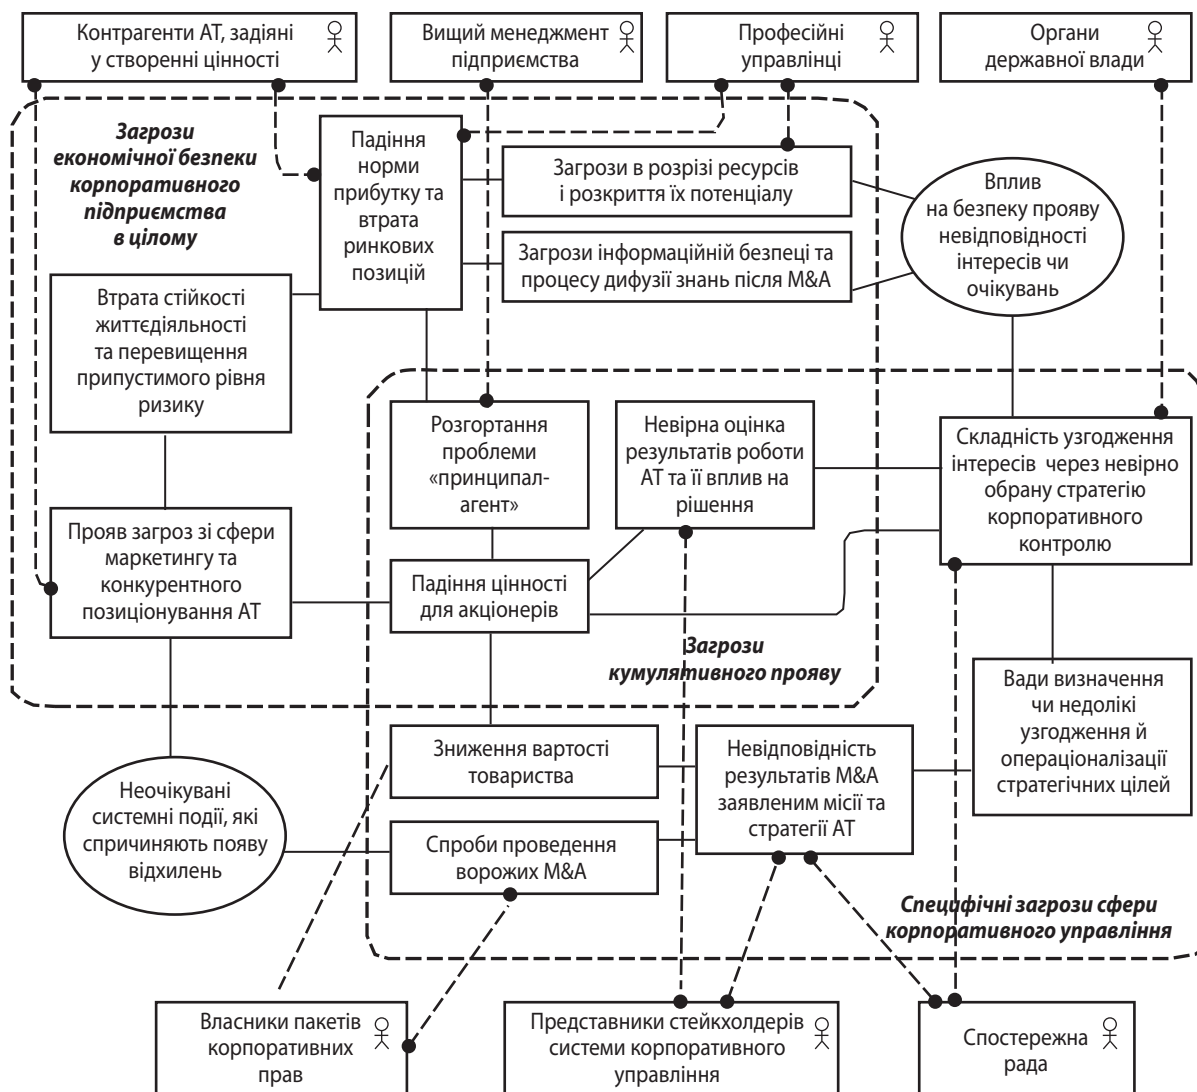 Контрагенти АТ, задіяні
у створенні цінності
Вищий менеджмент
підприємства
Професійні
управлінці
Органи
державної влади
Загрози
економічної безпеки
корпоративного
підприємства
в цілому
Падіння
норми
прибутку та
втрата
ринкових
позицій
Загрози в розрізі ресурсів
і розкриття їх потенціалу
Загрози інформаційній безпеці та
процесу дифузії знань після M&A
Вплив
на безпеку прояву
невідповідності
інтересів чи
очікувань
Втрата стійкості
життєдіяльності
та перевищення
припустимого рівня
ризику
Розгортання
проблеми
«принципал-
агент»
Невірна оцінка
результатів роботи
АТ та її вплив на
рішення
Складність узгодження
інтересів через невірно
обрану стратегію
корпоративного
контролю
Прояв загроз зі сфери
маркетингу та
конкурентного
позиціонування АТ
Падіння цінності
для акціонерів
Загрози
кумулятивного прояву
Вади визначення
чи недоліки
узгодження й
операціоналізації
стратегічних цілей
Зниження вартості
товариства
Невідповідність
результатів M&A
заявленим місії та
стратегії АТ
Неочікувані
системні події, які
спричиняють появу
відхилень
Спроби проведення
ворожих M&A
Специфічні загрози сфери
корпоративного управління
Власники пакетів
корпоративних
прав
Представники стейкхолдерів
системи корпоративного
управління
Спостережна
рада